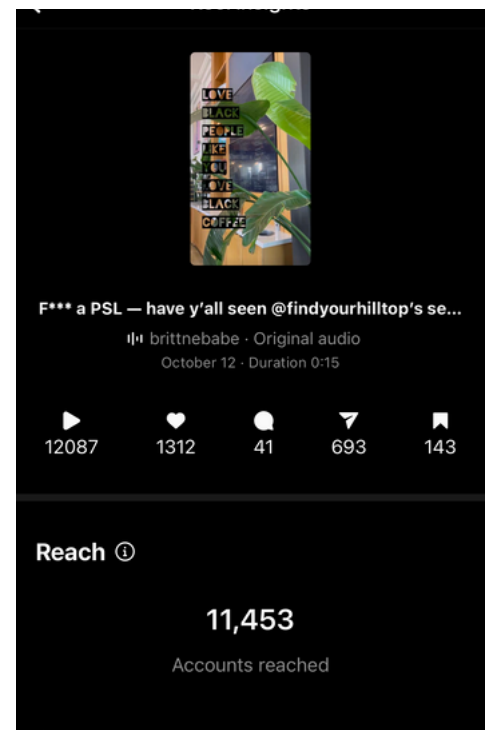 LOVE
BLACK
PEOPLE
LIKE
YOU
LOVE
BLACK
COFFEE
F*** a PSL — have y'all seen @findyourhilltop's se...
brittnebabe · Original audio
October 12 · Duration 0:15
12087 1312 41 693 143
Reach
11,453
Accounts reached